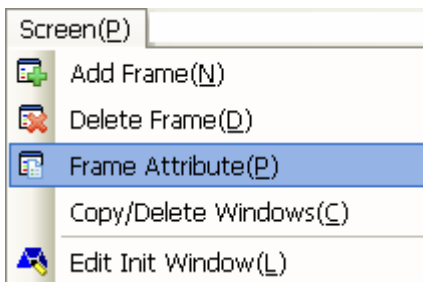 Screen(P)
Add Frame(N)
Delete Frame(D)
Frame Attribute(P)
Copy/Delete Windows(C)
Edit Init Window(L)